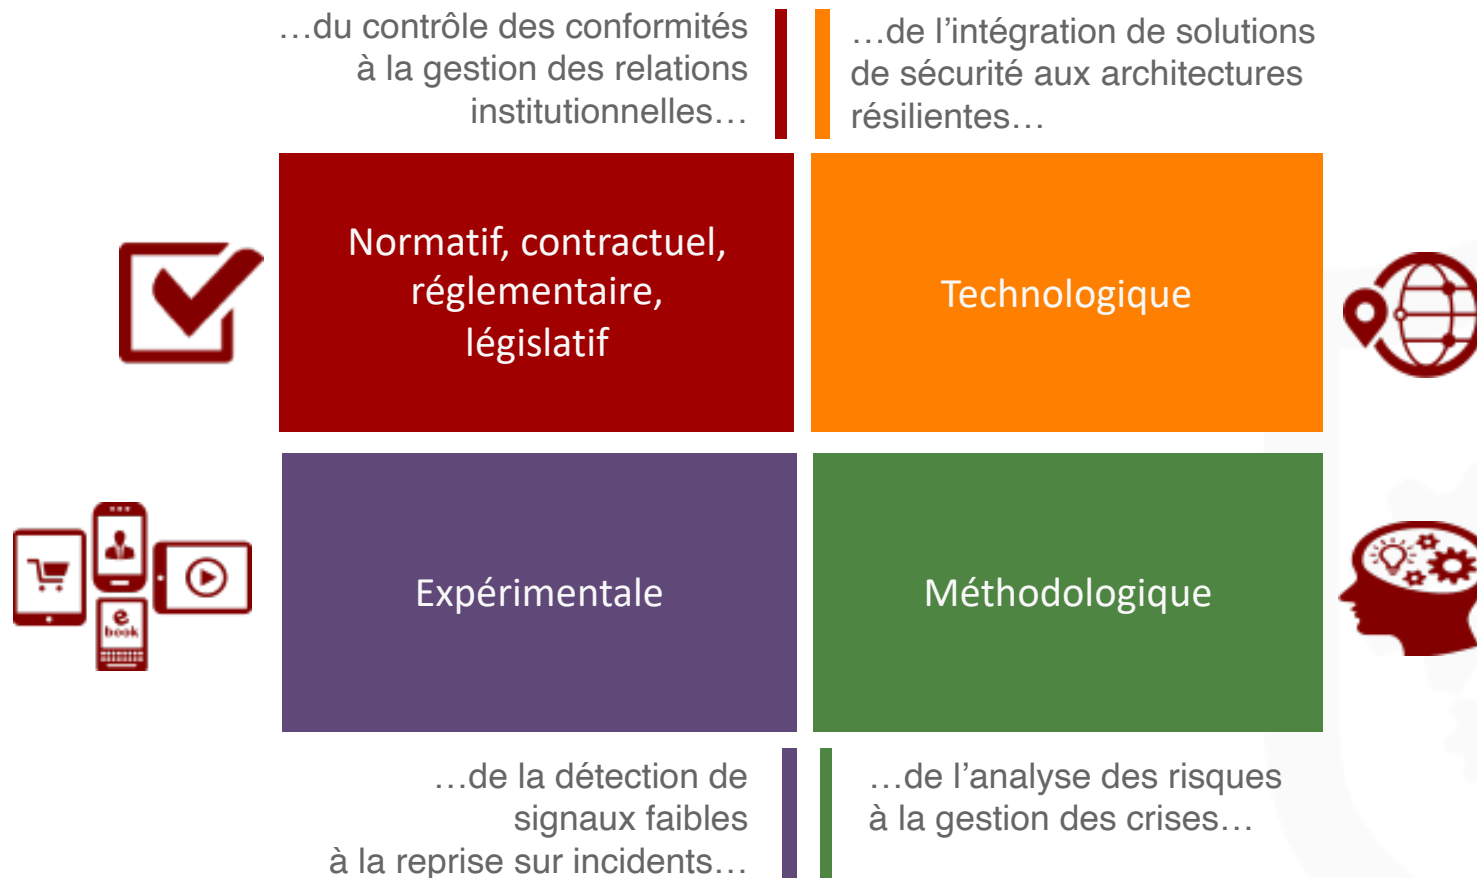 …du contrôle des conformités
à la gestion des relations
institutionnelles…
…de l’intégration de solutions
de sécurité aux architectures
résilientes…
Normatif, contractuel,
réglementaire,
législatif
Technologique
e
book
Expérimentale
Méthodologique
…de la détection de
signaux faibles
à la reprise sur incidents…
…de l’analyse des risques
à la gestion des crises…